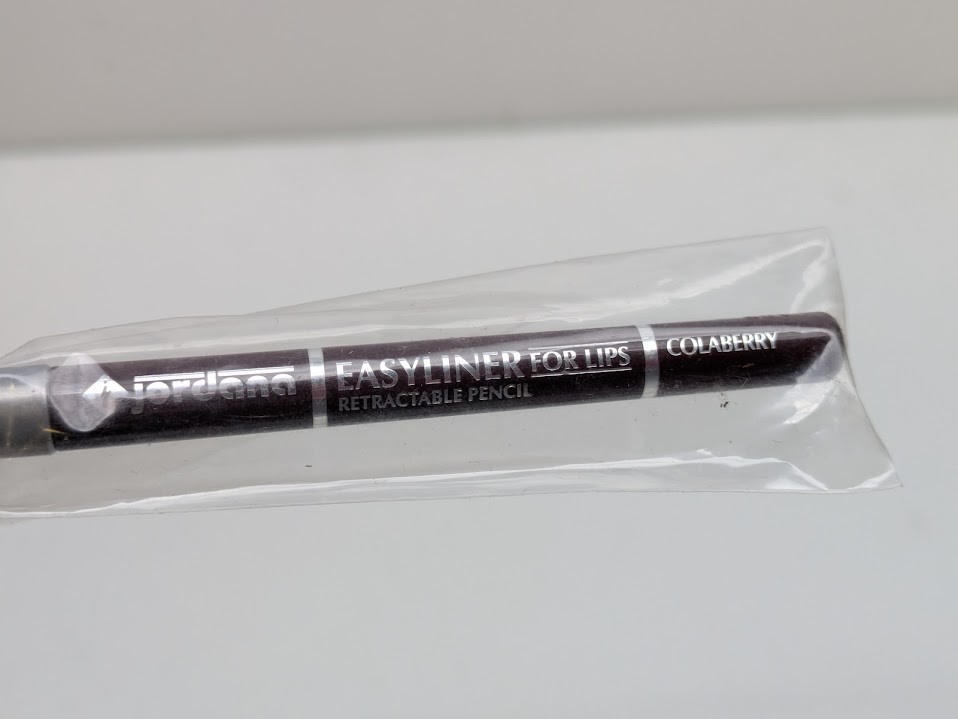 jordana
EASYLINER FOR LIPS
RETRACTABLE PENCIL
COLABERRY